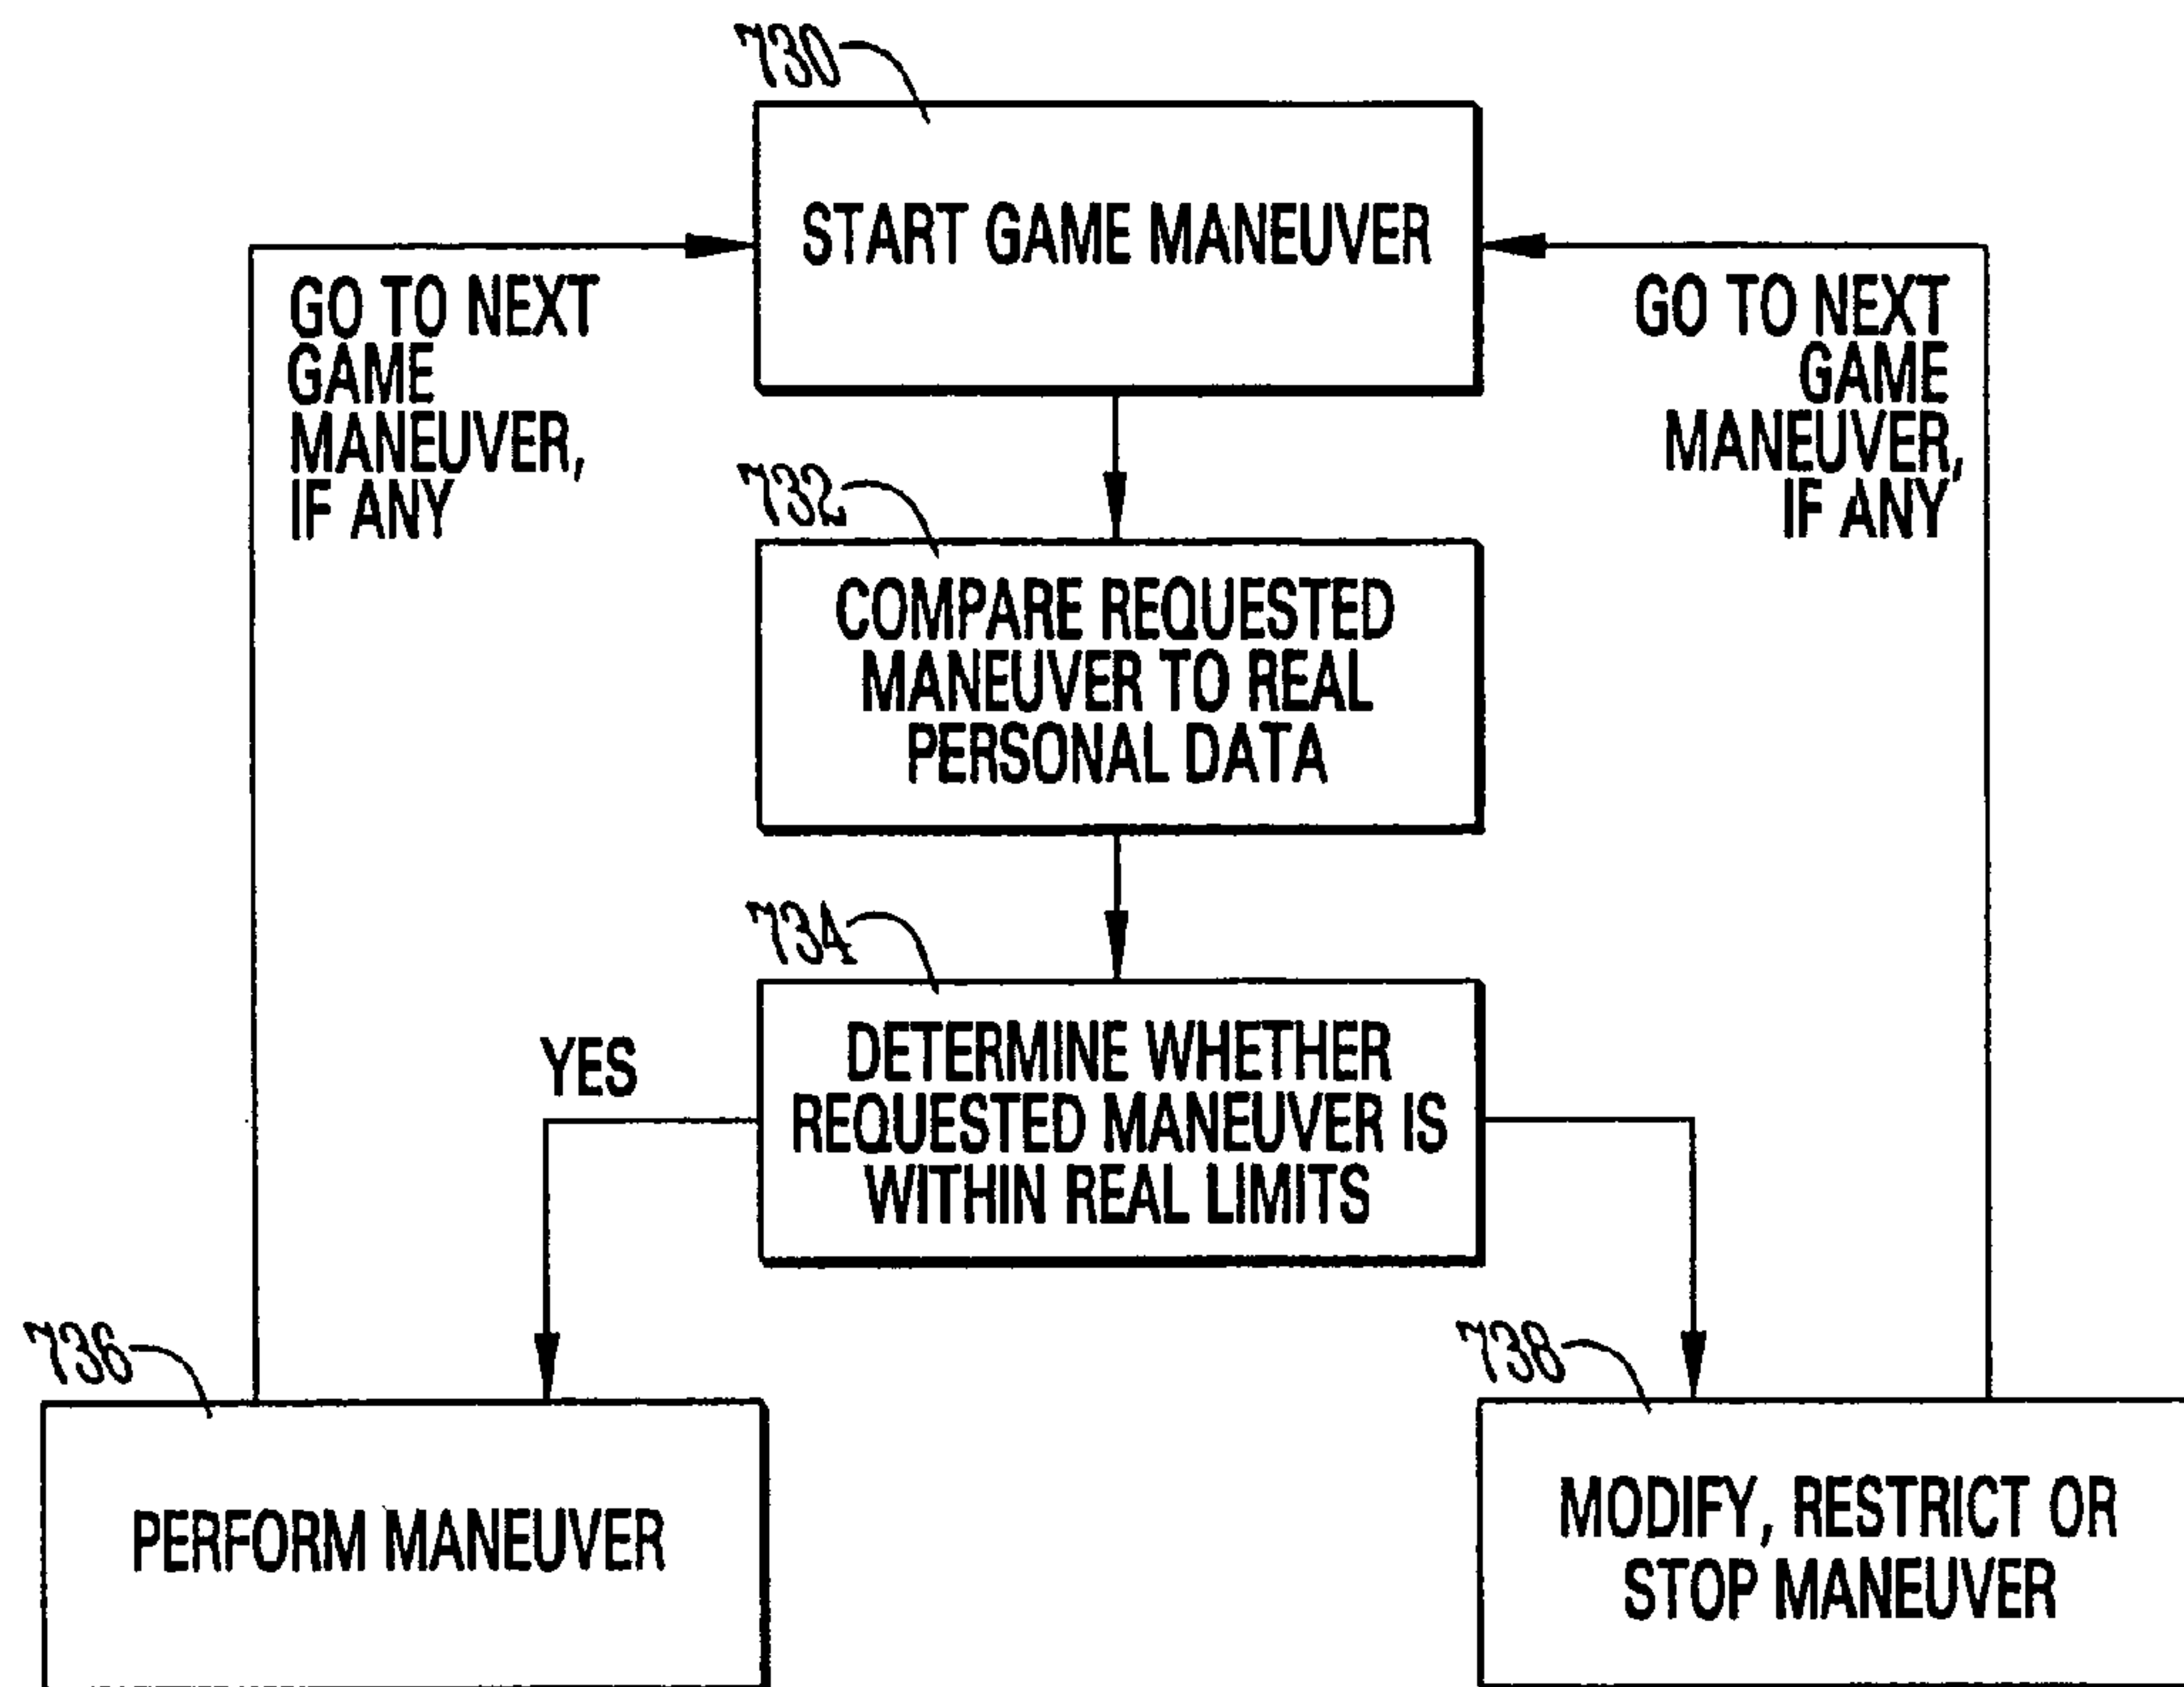 730
START GAME MANEUVER
GO TO NEXT
GAME
MANEUVER,
IF ANY
GO TO NEXT
GAME
MANEUVER,
IF ANY
732
COMPARE REQUESTED
MANEUVER TO REAL
PERSONAL DATA
734
DETERMINE WHETHER
REQUESTED MANEUVER IS
WITHIN REAL LIMITS
YES
736
PERFORM MANEUVER
738
MODIFY, RESTRICT OR
STOP MANEUVER